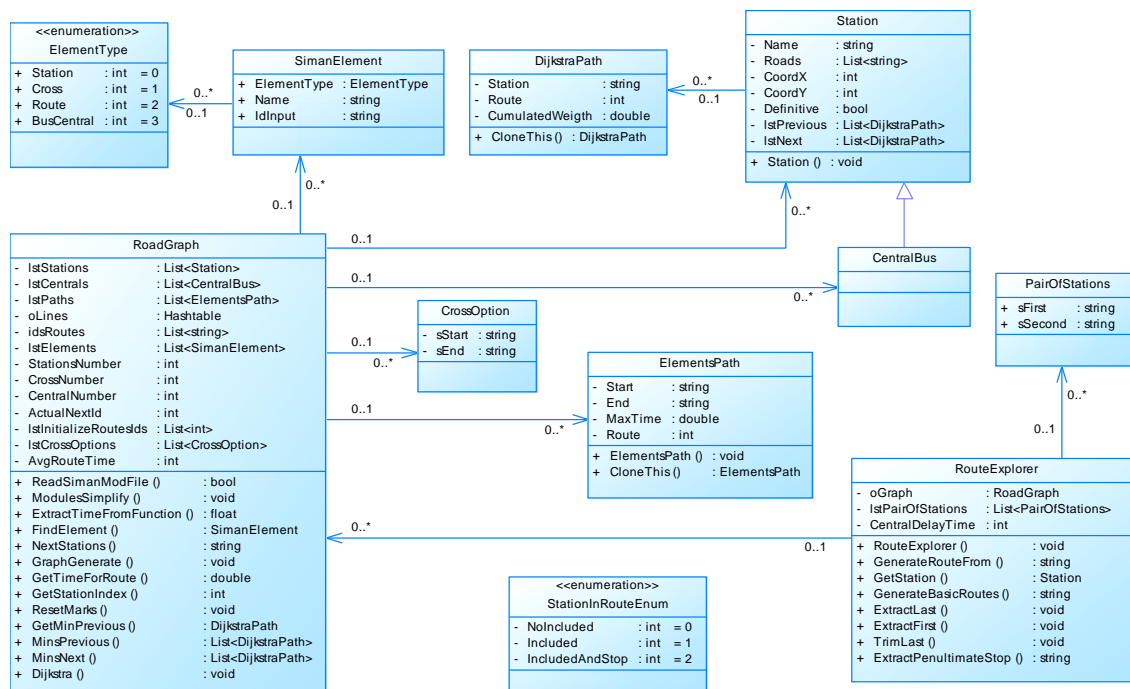 <<enumeration>>
ElementType
+ Station : int = 0
+ Cross : int = 1
+ Route : int = 2
+ BusCentral : int = 3
0..*
0..1
SimanElement
+ ElementType : ElementType
+ Name : string
+ IdInput : string
DijkstraPath
- Station : string
- Route : int
- CumulatedWeigth : double
+ CloneThis () : DijkstraPath
0..*
0..1
Station
- Name : string
- Roads : List<string>
- CoordX : int
- CoordY : int
- Definitive : bool
- lstPrevious : List<DijkstraPath>
- lstNext : List<DijkstraPath>
+ Station () : void
0..*
0..1
0..*
RoadGraph
- lstStations : List<Station>
- lstCentrals : List<CentralBus>
- lstPaths : List<ElementsPath>
- oLines : Hashtable
- idsRoutes : List<string>
- lstElements : List<SimanElement>
- StationsNumber : int
- CrossNumber : int
- CentralNumber : int
- ActualNextId : int
- lstInitializeRoutesIds : List<int>
- lstCrossOptions : List<CrossOption>
- AvgRouteTime : int
+ ReadSimanModFile () : bool
+ ModulesSimplify () : void
+ ExtractTimeFromFunction () : float
+ FindElement () : SimanElement
+ NextStations () : string
+ GraphGenerate () : void
+ GetTimeForRoute () : double
+ GetStationIndex () : int
+ ResetMarks () : void
+ GetMinPrevious () : DijkstraPath
+ MinsPrevious () : List<DijkstraPath>
+ MinsNext () : List<DijkstraPath>
+ Dijkstra () : void
0..1
0..1
0..*
CentralBus
CrossOption
- sStart : string
- sEnd : string
0..1
0..*
PairOfStations
+ sFirst : string
+ sSecond : string
ElementsPath
- Start : string
- End : string
- MaxTime : double
- Route : int
+ ElementsPath () : void
+ CloneThis () : ElementsPath
0..1
0..*
0..*
0..1
RouteExplorer
- oGraph : RoadGraph
- lstPairOfStations : List<PairOfStations>
- CentralDelayTime : int
+ RouteExplorer () : void
+ GenerateRouteFrom () : string
+ GetStation () : Station
+ GenerateBasicRoutes () : string
+ ExtractLast () : void
+ ExtractFirst () : void
+ TrimLast () : void
+ ExtractPenultimateStop () : string
0..*
0..1
<<enumeration>>
StationInRouteEnum
- NoIncluded : int = 0
- Included : int = 1
- IncludedAndStop : int = 2